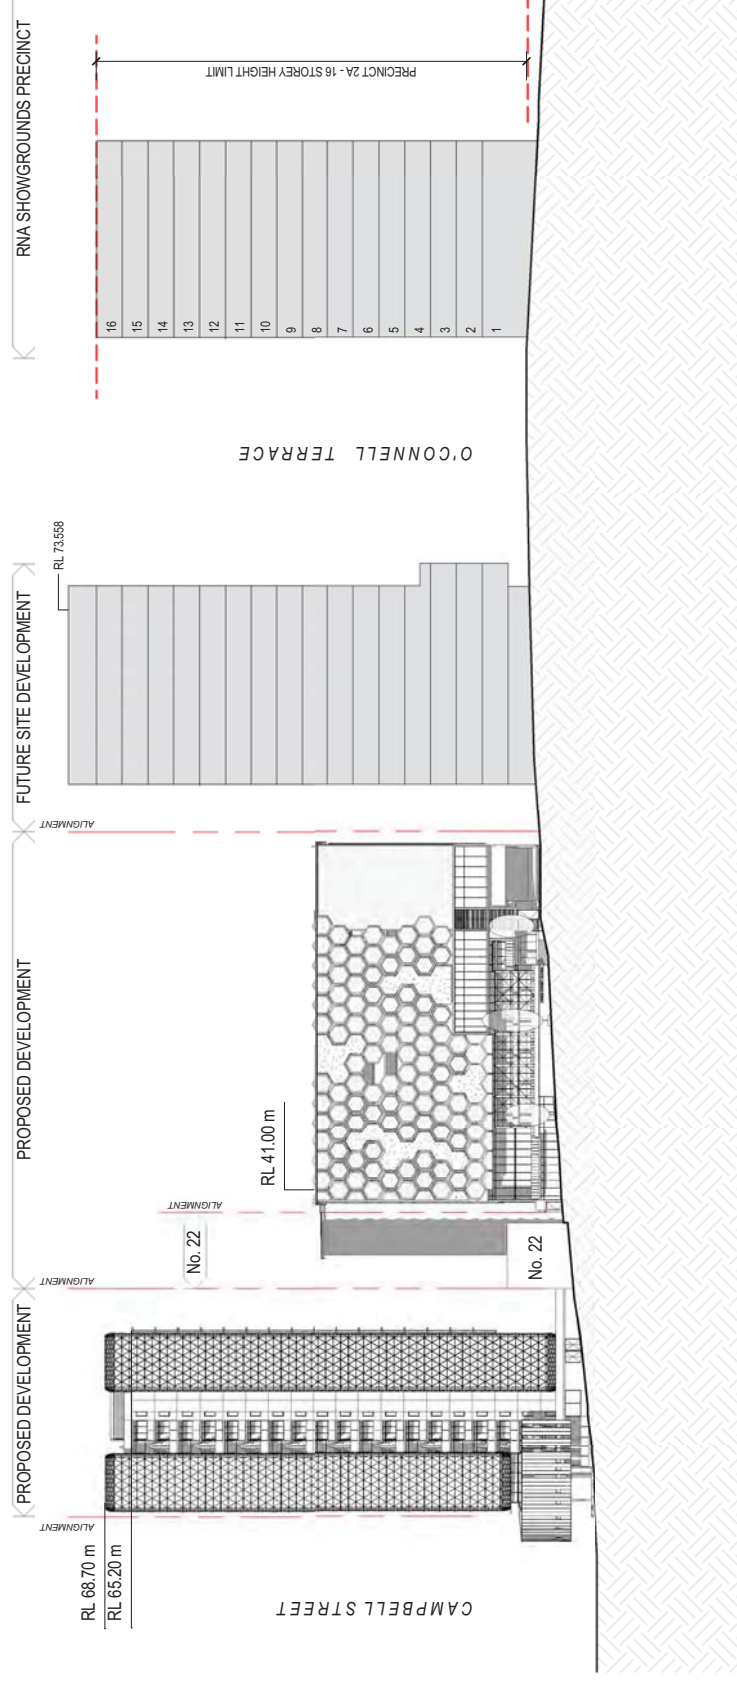 PROPOSED DEVELOPMENT
PROPOSED DEVELOPMENT
FUTURE SITE DEVELOPMENT
RNA SHOWGROUNDS PRECINCT
ALIGNMENT
ALIGNMENT
ALIGNMENT
ALIGNMENT
RL 68.70 m
RL 65.20 m
No. 22
No. 22
RL 41.00 m
RL 73.558
PRECINCT 2A - 16 STOREY HEIGHT LIMIT
16
15
14
13
12
11
10
9
8
7
6
5
4
3
2
1
CAMPBELL STREET
O'CONNELL TERRACE